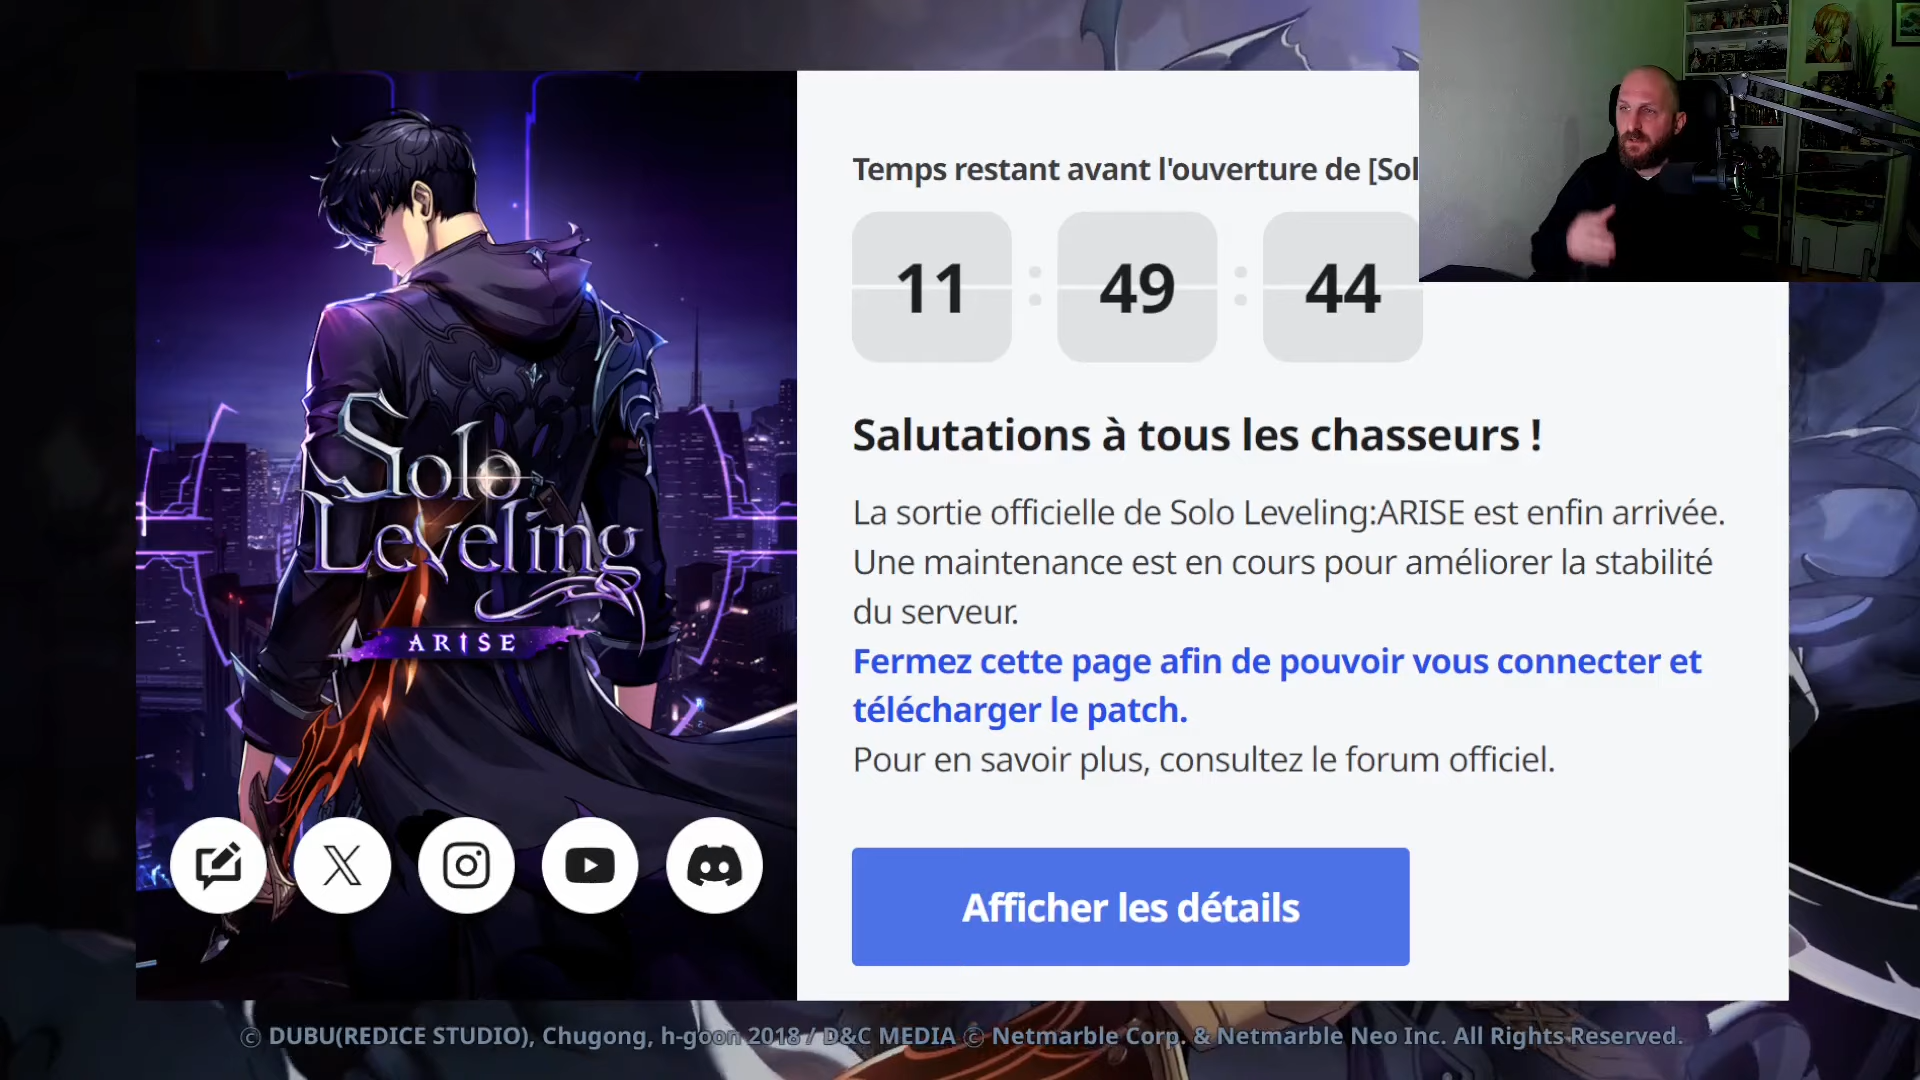 Temps restant avant l'ouverture de [Sol
11 : 49 : 44
Salutations à tous les chasseurs !
La sortie officielle de Solo Leveling:ARISE est enfin arrivée.
Une maintenance est en cours pour améliorer la stabilité
du serveur.
Fermez cette page afin de pouvoir vous connecter et
télécharger le patch.
Pour en savoir plus, consultez le forum officiel.
Afficher les détails
Solo
Leveling
ARISE
© DUBU(REDICE STUDIO), Chugong, h-goon 2018 / D&C MEDIA © Netmarble Corp. & Netmarble Neo Inc. All Rights Reserved.